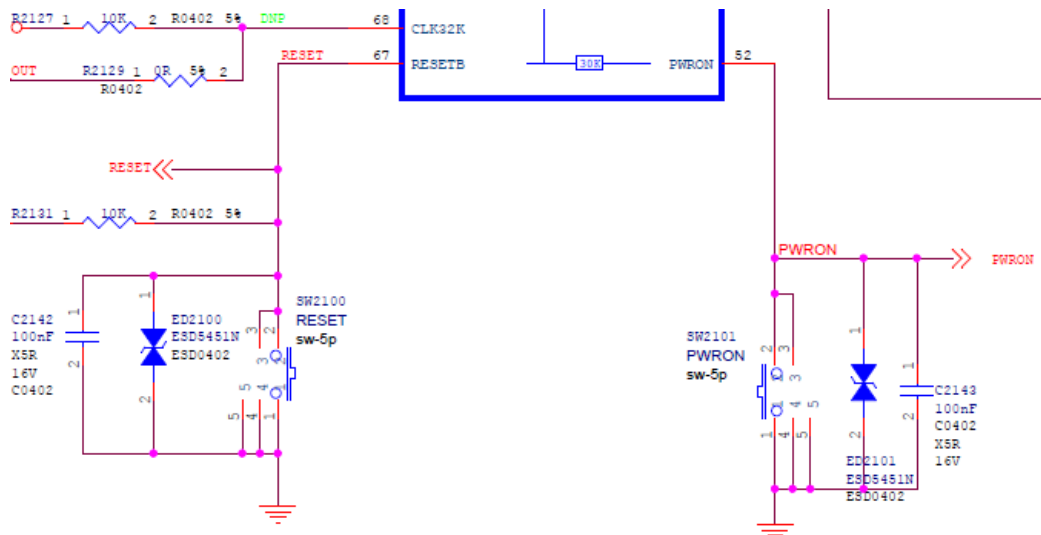 R2127 1 10K 2 R0402 5% DNP 68 CLK32K
OUT R2129 1 0R 5% 2 RESET 67 RESETB 30K PWRON 52
R0402
RESET
R2131 1 10K 2 R0402 5%
PWRON PWRON
C2142 1
100nF
X5R
16V
C0402
2
1 ED2100
ESD5451N
ESD0402
2
SW2100
RESET
sw-5p
3 2
3 2
5 4 1
5 4 1
SW2101
PWRON
sw-5p
2 3
2 3
1 4 5
1 4 5
1
2
ED2101
ESD5451N
ESD0402
1
2
C2143
100nF
C0402
X5R
16V